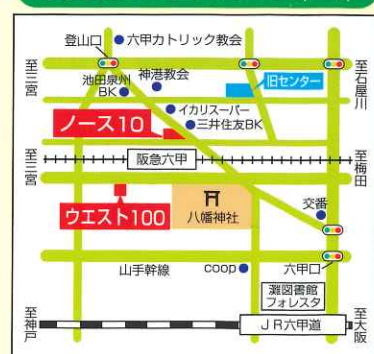 登山口
六甲カトリック教会
至三宮
池田泉州
BK
神港教会
旧センター
至石屋川
イカリスーパー
三井住友BK
ノース10
至三宮
阪急六甲
至梅田
ウエスト100
八幡神社
交番
山手幹線
coop
六甲口
灘図書館
フォレスタ
至神戸
JR六甲道
至大阪